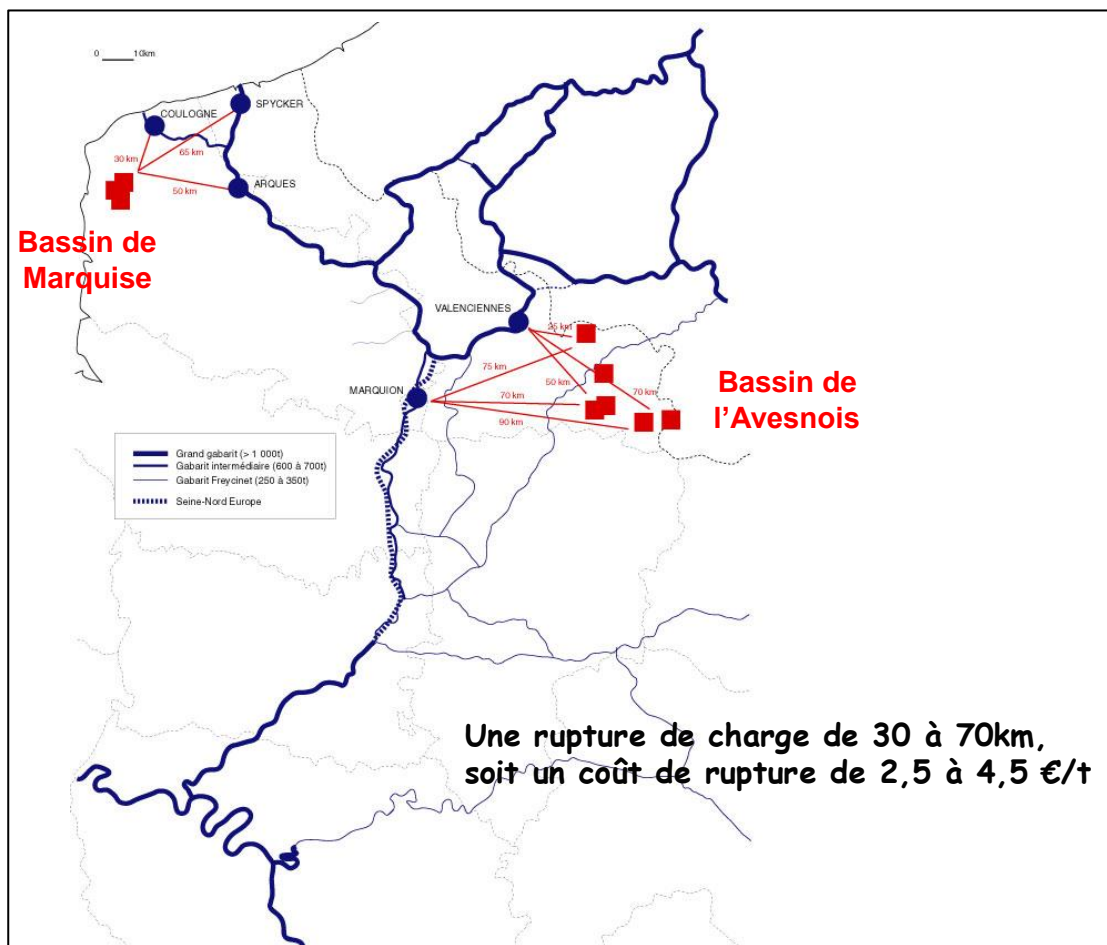 0 10km
SPYCKER
COULOGNE
30 km
65 km
50 km
ARQUES
Bassin de
Marquise
VALENCIENNES
75 km
50 km
70 km
MARQUION
70 km
90 km
Bassin de
l'Avesnois
Grand gabarit (> 1 000t)
Gabarit intermédiaire (600 à 700t)
Gabarit Freycinet (250 à 350t)
Seine-Nord Europe
Une rupture de charge de 30 à 70km,
soit un coût de rupture de 2,5 à 4,5 €/t